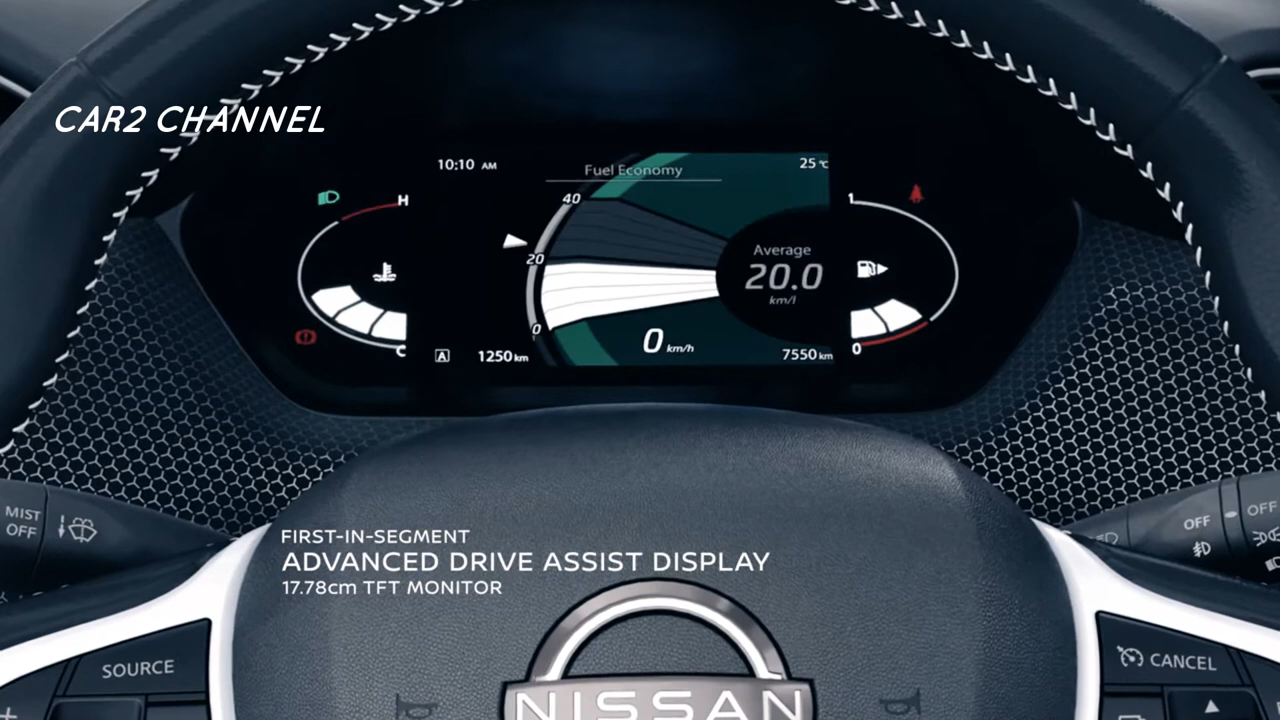 CAR2 CHANNEL
10:10 AM
Fuel Economy
25 ℃
H
40
1
20
Average
20.0
km/l
0
0 km/h
C
A
1250 km
7550 km
0
MIST
OFF
OFF
OFF
FIRST-IN-SEGMENT
ADVANCED DRIVE ASSIST DISPLAY
17.78cm TFT MONITOR
SOURCE
CANCEL
NISSAN